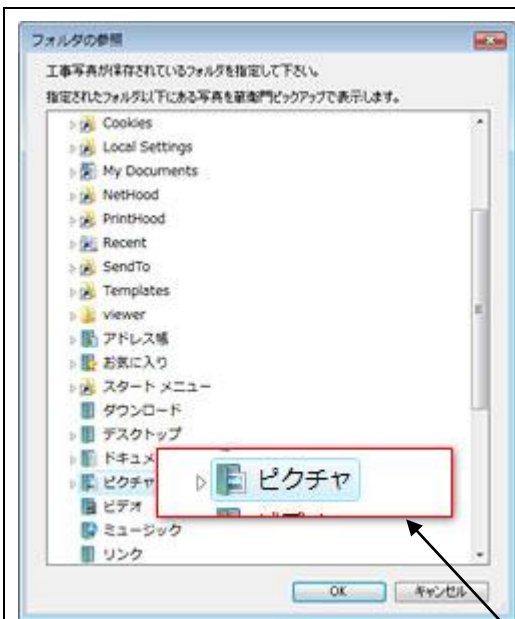 フォルダの参照
工事写真が保存されているフォルダを指定して下さい。
指定されたフォルダ以下にある写真を蔵衛門ピックアップで表示します。
Cookies
Local Settings
My Documents
NetHood
PrintHood
Recent
SendTo
Templates
viewer
アドレス帳
お気に入り
スタート メニュー
ダウンロード
デスクトップ
ドキュメ
ピクチャ
ピクチャ
ビデオ
ミュージック
リンク
OK
キャンセル